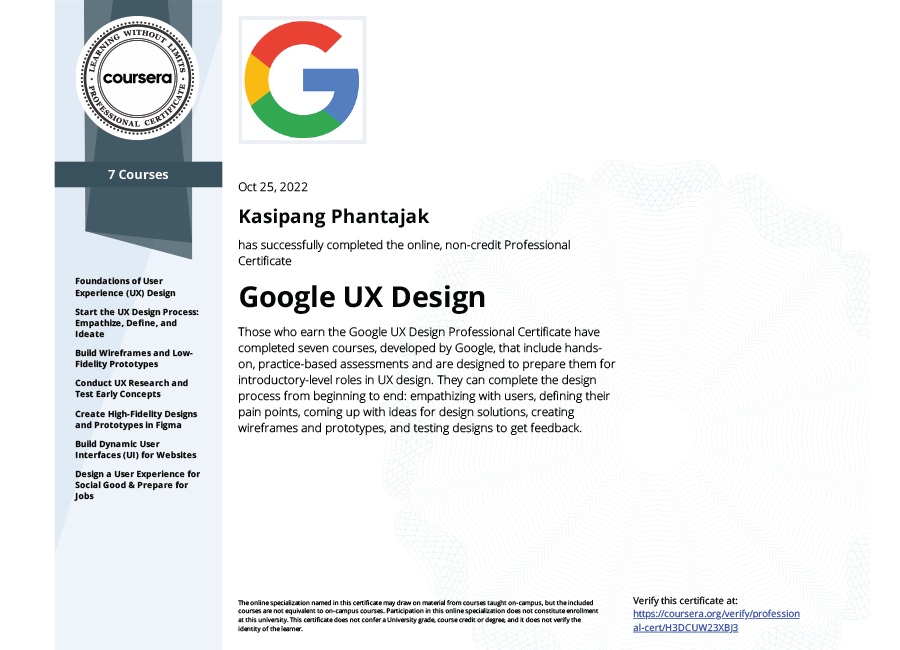 LEARNING WITHOUT LIMITS
coursera
PROFESSIONAL CERTIFICATE
7 Courses
Foundations of User
Experience (UX) Design
Start the UX Design Process:
Empathize, Define, and
Ideate
Build Wireframes and Low-
Fidelity Prototypes
Conduct UX Research and
Test Early Concepts
Create High-Fidelity Designs
and Prototypes in Figma
Build Dynamic User
Interfaces (UI) for Websites
Design a User Experience for
Social Good & Prepare for
Jobs
Oct 25, 2022
Kasipang Phantajak
has successfully completed the online, non-credit Professional
Certificate
Google UX Design
Those who earn the Google UX Design Professional Certificate have
completed seven courses, developed by Google, that include hands-
on, practice-based assessments and are designed to prepare them for
introductory-level roles in UX design. They can complete the design
process from beginning to end: empathizing with users, defining their
pain points, coming up with ideas for design solutions, creating
wireframes and prototypes, and testing designs to get feedback.
The online specialization named in this certificate may draw on material from courses taught on-campus, but the included
courses are not equivalent to on-campus courses. Participation in this online specialization does not constitute enrollment
at this university. This certificate does not confer a University grade, course credit or degree, and it does not verify the
identity of the learner.
Verify this certificate at:
https://coursera.org/verify/profession
al-cert/H3DCUW23XBJ3